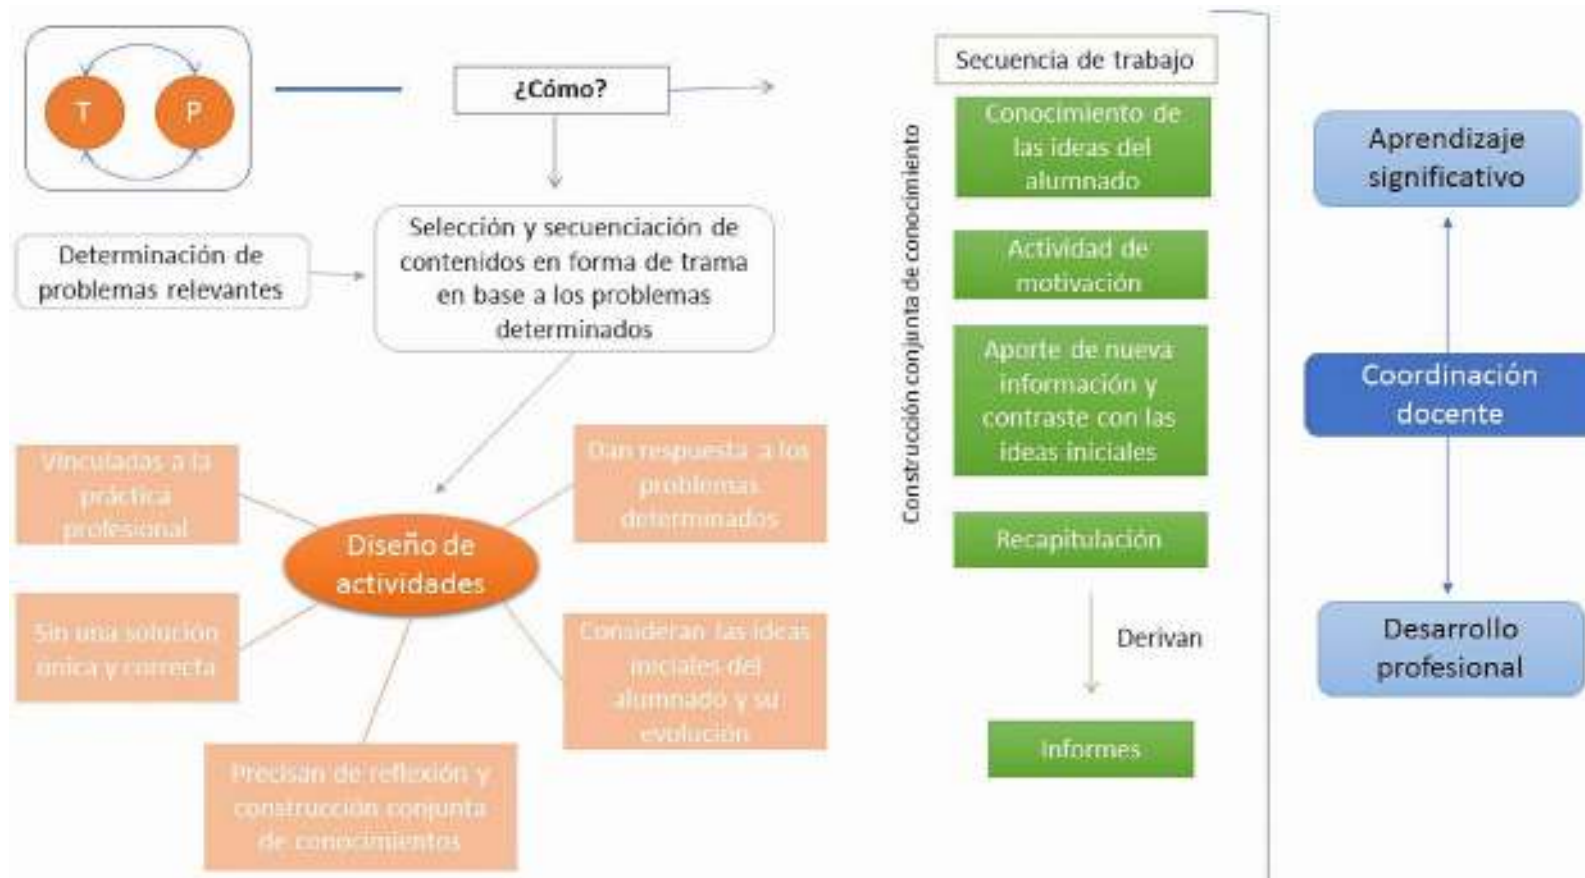 T
P
¿Cómo?
Determinación de
problemas relevantes
Selección y secuenciación de
contenidos en forma de trama
en base a los problemas
determinados
Vinculadas a la
práctica
profesional
Dan respuesta a los
problemas
determinados
Diseño de
actividades
Sin una solución
única y correcta
Consideran las ideas
iniciales del
alumnado y su
evolución
Precisan de reflexión y
construcción conjunta
de conocimientos
Secuencia de trabajo
Construcción conjunta de conocimiento
Conocimiento de
las ideas del
alumnado
Actividad de
motivación
Aporte de nueva
información y
contraste con las
ideas iniciales
Recapitulación
Derivan
Informes
Aprendizaje
significativo
Coordinación
docente
Desarrollo
profesional